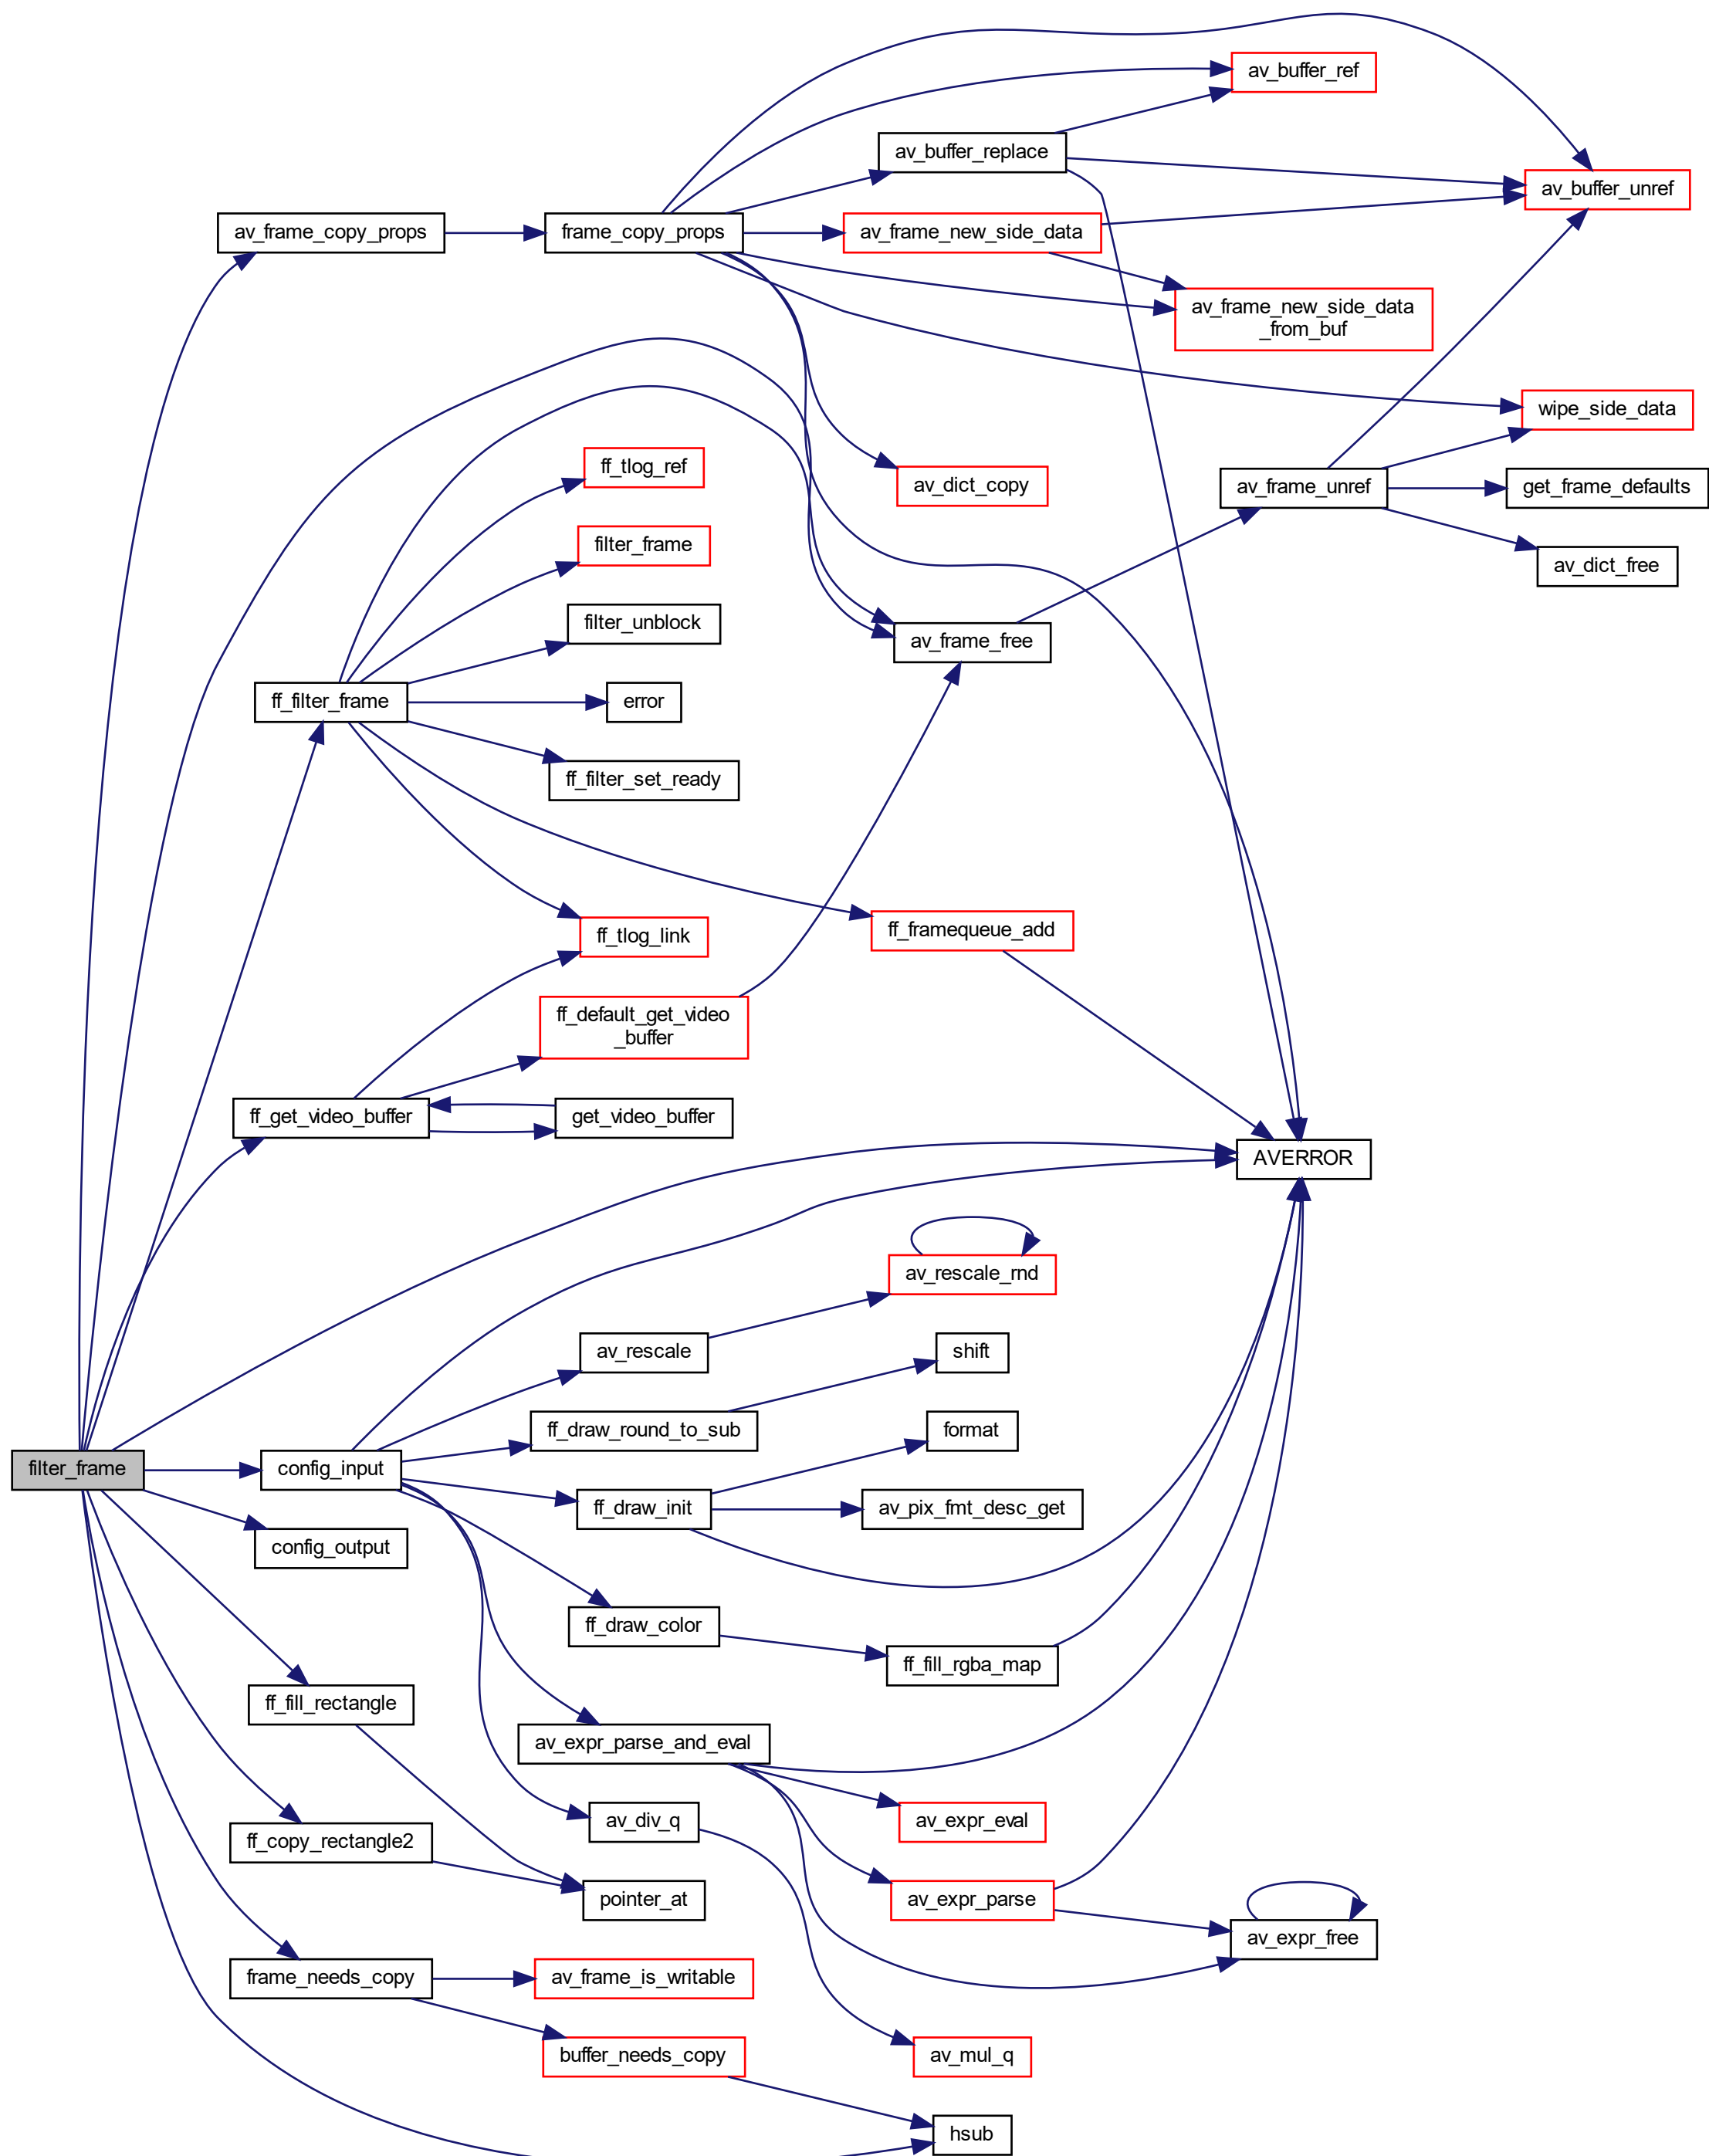 av_buffer_ref
av_buffer_replace
av_buffer_unref
av_frame_copy_props
frame_copy_props
av_frame_new_side_data
av_frame_new_side_data
_from_buf
wipe_side_data
ff_tlog_ref
av_dict_copy
av_frame_unref
get_frame_defaults
filter_frame
av_dict_free
filter_unblock
av_frame_free
ff_filter_frame
error
ff_filter_set_ready
ff_tlog_link
ff_framequeue_add
ff_default_get_video
_buffer
ff_get_video_buffer
get_video_buffer
AVERROR
av_rescale_rnd
av_rescale
shift
ff_draw_round_to_sub
format
filter_frame
config_input
ff_draw_init
av_pix_fmt_desc_get
config_output
ff_draw_color
ff_fill_rgba_map
ff_fill_rectangle
av_expr_parse_and_eval
av_div_q
av_expr_eval
ff_copy_rectangle2
pointer_at
av_expr_parse
av_expr_free
frame_needs_copy
av_frame_is_writable
buffer_needs_copy
av_mul_q
hsub